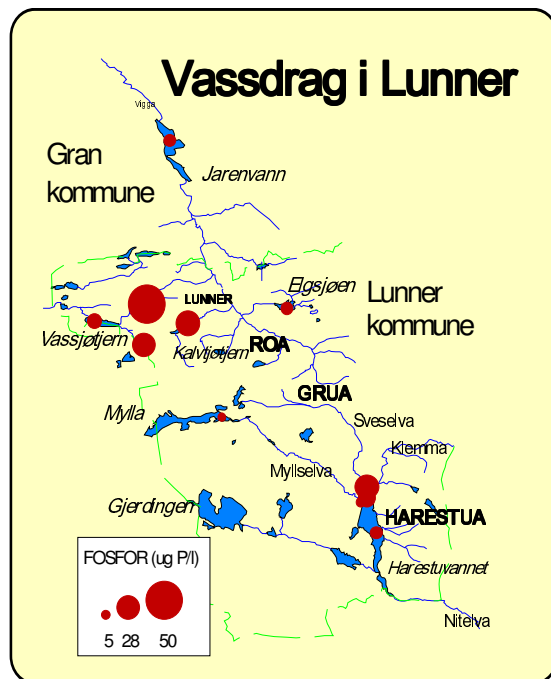 Vassdrag i Lunner
Vigga
Gran
kommune
Jarenvann
Elgsjøen
LUNNER
Lunner
kommune
Vassjøtjern
Kalvtjøtjern
ROA
GRUA
Mylla
Sveselva
Klemma
Myllselva
Gjerdingen
HARESTUA
FOSFOR (ug P/l)
Harestuvannet
5 28 50
Nitelva